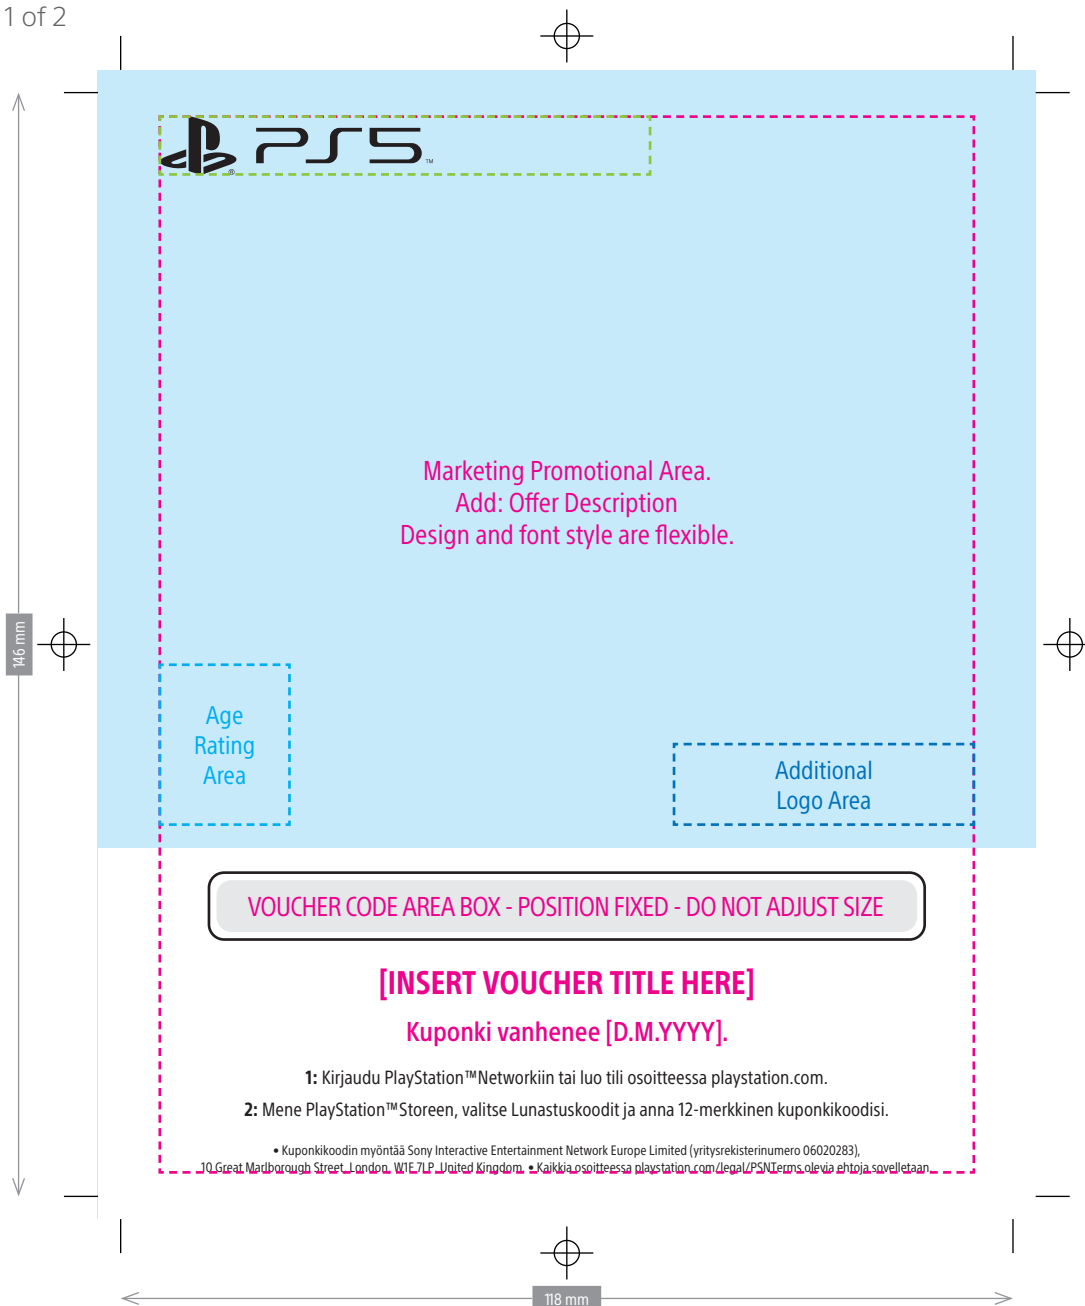 1 of 2
® PS5™
Marketing Promotional Area.
Add: Offer Description
Design and font style are flexible.
146 mm
Age
Rating
Area
Additional
Logo Area
VOUCHER CODE AREA BOX - POSITION FIXED - DO NOT ADJUST SIZE
[INSERT VOUCHER TITLE HERE]
Kuponki vanhenee [D.M.YYYY].
1: Kirjaudu PlayStation™Networkiin tai luo tili osoitteessa playstation.com.
2: Mene PlayStation™Storeen, valitse Lunastuskoodit ja anna 12-merkkinen kuponkikoodisi.
• Kuponkikoodin myöntää Sony Interactive Entertainment Network Europe Limited (yritysrekisterinumero 06020283),
10 Great Marlborough Street, London, W1F 7LP, United Kingdom. • Kaikkia osoitteessa playstation.com/legal/PSNTerms olevia ehtoja sovelletaan.
118 mm